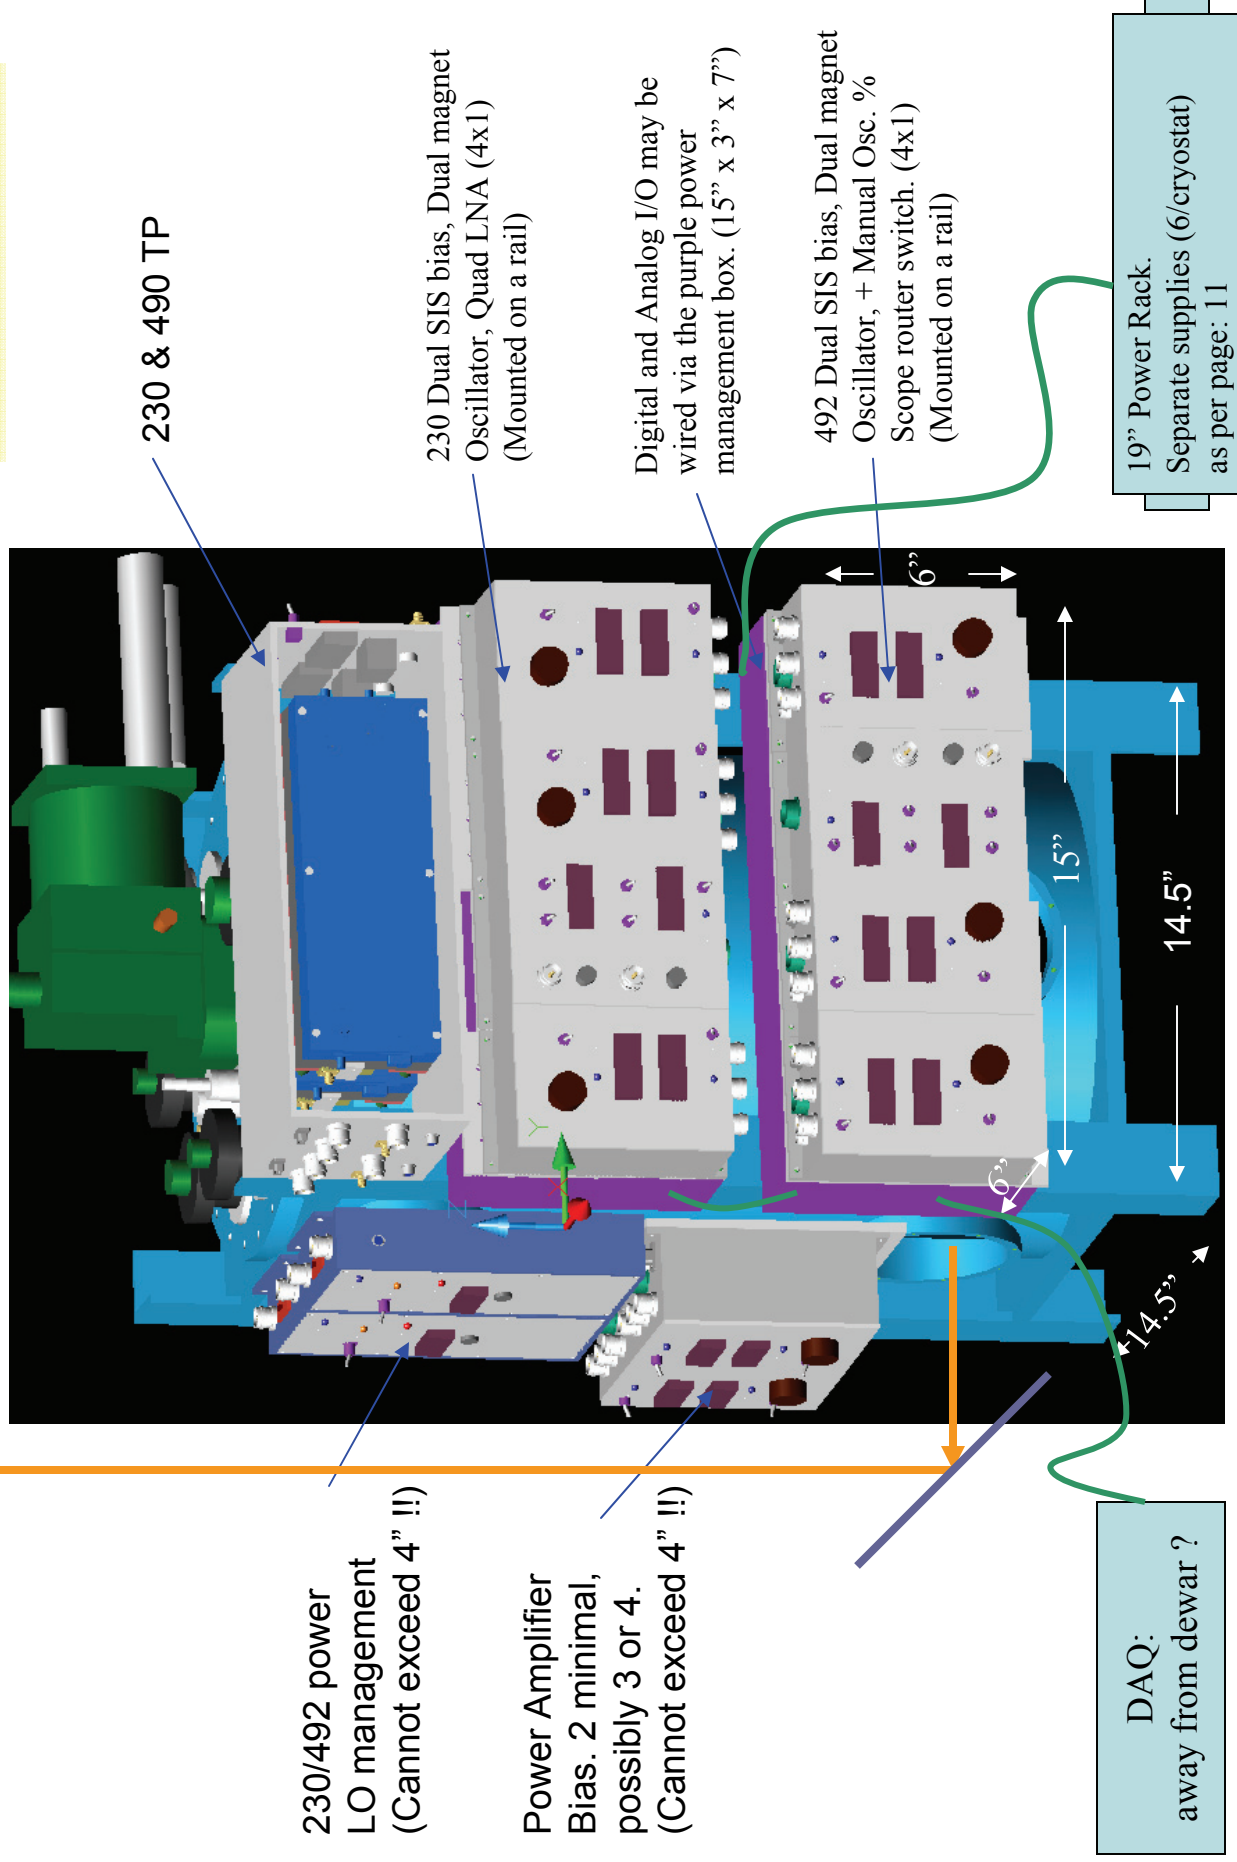 230 & 490 TP
230 Dual SIS bias, Dual magnet
Oscillator, Quad LNA (4x1)
(Mounted on a rail)
Digital and Analog I/O may be
wired via the purple power
management box. (15” x 3” x 7”)
492 Dual SIS bias, Dual magnet
Oscillator, + Manual Osc. %
Scope router switch. (4x1)
(Mounted on a rail)
19” Power Rack.
Separate supplies (6/cryostat)
as per page: 11
6”
15”
14.5”
6”
14.5”
Y
X
Z
230/492 power
LO management
(Cannot exceed 4” !!)
Power Amplifier
Bias. 2 minimal,
possibly 3 or 4.
(Cannot exceed 4” !!)
DAQ:
away from dewar ?